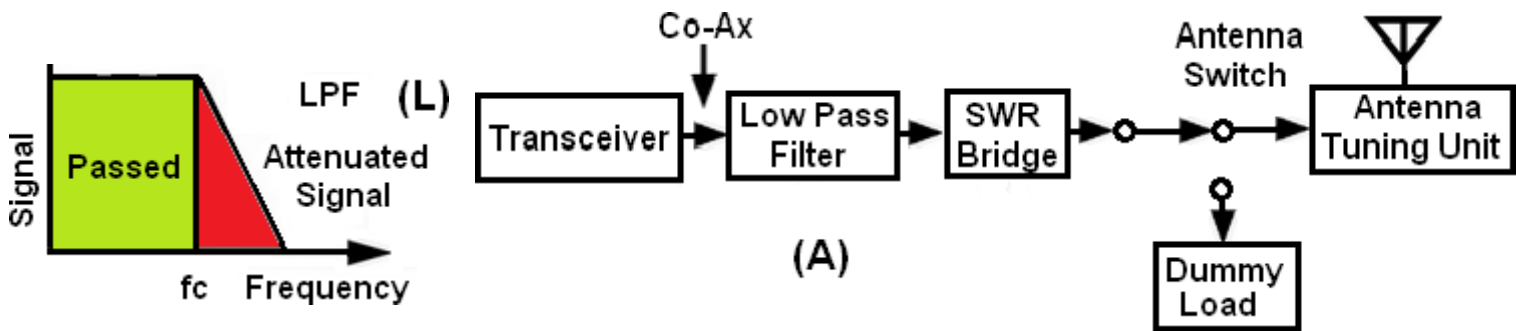 Signal
Passed
LPF
(L)
Attenuated
Signal
fc
Frequency
Co-Ax
Transceiver
Low Pass
Filter
SWR
Bridge
Antenna
Switch
Antenna
Tuning Unit
Dummy
Load
(A)